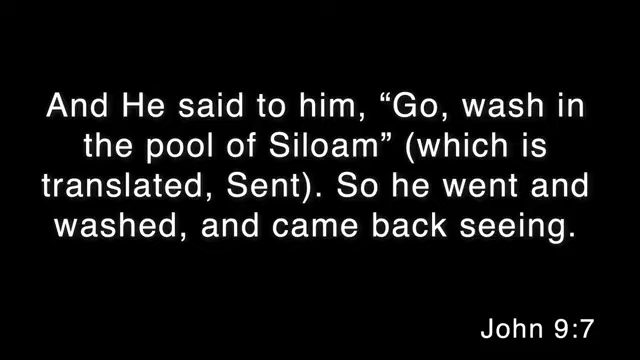 And He said to him, “Go, wash in
the pool of Siloam” (which is
translated, Sent). So he went and
washed, and came back seeing.
John 9:7